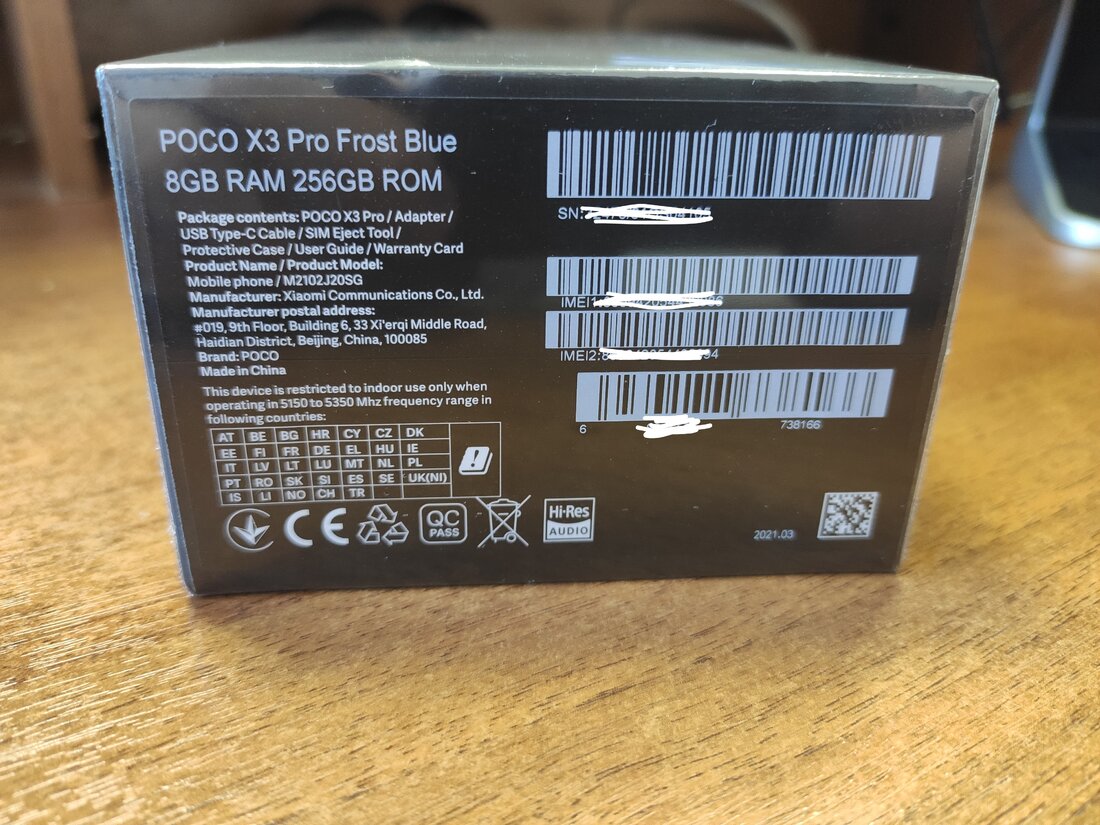 POCO X3 Pro Frost Blue
8GB RAM 256GB ROM
Package contents: POCO X3 Pro / Adapter /
USB Type-C Cable / SIM Eject Tool /
Protective Case / User Guide / Warranty Card
Product Name / Product Model:
Mobile phone / M2102J20SG
Manufacturer: Xiaomi Communications Co., Ltd.
Manufacturer postal address:
#019, 9th Floor, Building 6, 33 Xi'erqi Middle Road,
Haidian District, Beijing, China, 100085
Brand: POCO
Made in China
This device is restricted to indoor use only when
operating in 5150 to 5350 Mhz frequency range in
following countries:
AT BE BG HR CY CZ DK
EE FI FR DE EL HU IE
IT LV LT LU MT NL PL
PT RO SK SI ES SE UK(NI)
IS LI NO CH TR
CE
QC
PASS
Hi-Res
AUDIO
SN:
IMEI1:
IMEI2:
6 738166
2021.03